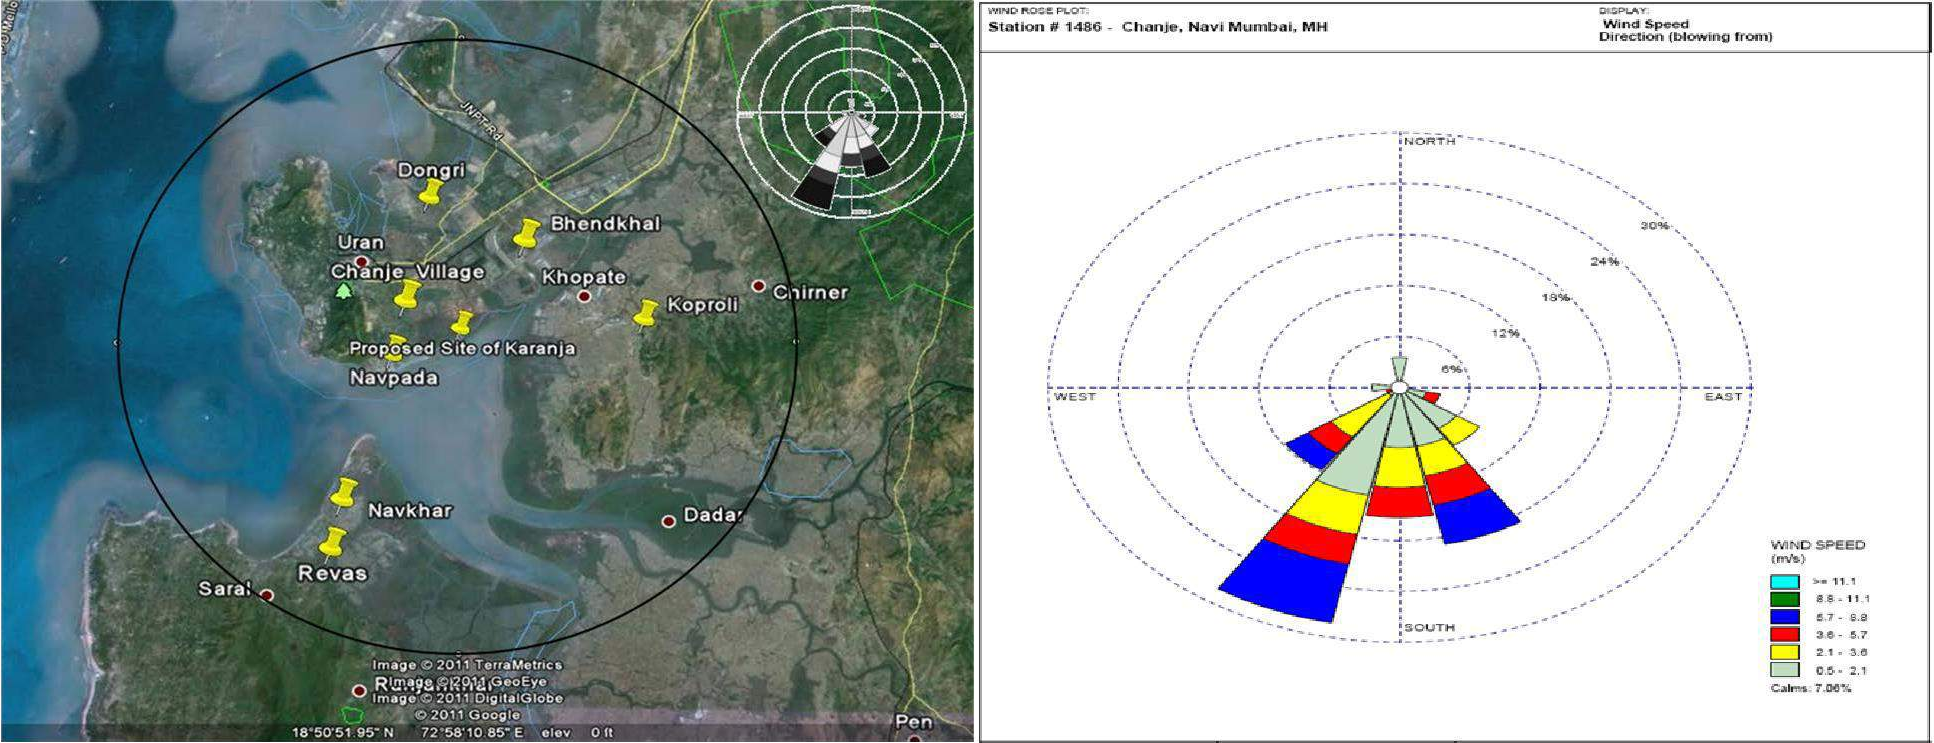 JNPT Rd
Dongri
Bhendkhal
Uran
Chanje Village
Khopate
Koproli
Chirner
Proposed Site of Karanja
Navpada
Navkhar
Dadar
Revas
Saral
Image © 2011 TerraMetrics
Image © 2011 GeoEye
Image © 2011 DigitalGlobe
© 2011 Google
18°50'51.95" N 72°58'10.85" E elev 0 ft
Pen
WIND ROSE PLOT:
Station # 1486 - Chanje, Navi Mumbai, MH
DISPLAY:
Wind Speed
Direction (blowing from)
NORTH
30%
24%
18%
12%
6%
WEST
EAST
SOUTH
WIND SPEED
(m/s)
>= 11.1
8.8 - 11.1
5.7 - 8.8
3.6 - 5.7
2.1 - 3.6
0.5 - 2.1
Calms: 7.06%